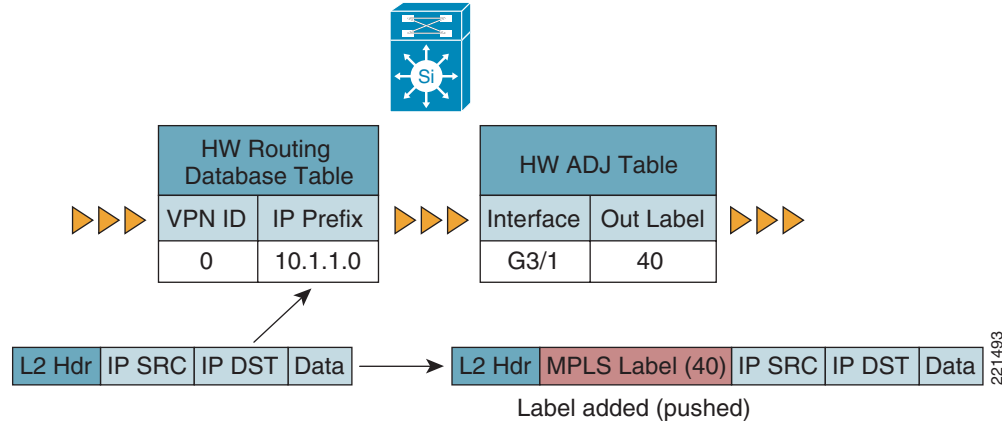 Si
HW Routing
Database Table
VPN ID IP Prefix
0 10.1.1.0
HW ADJ Table
Interface Out Label
G3/1 40
L2 Hdr IP SRC IP DST Data
L2 Hdr MPLS Label (40) IP SRC IP DST Data
Label added (pushed)
221493